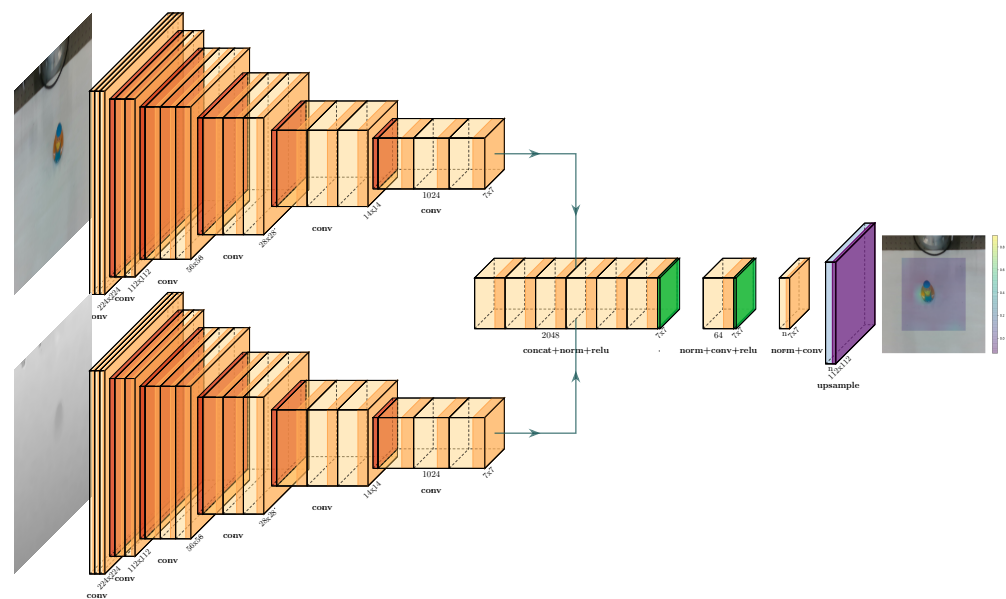 1024
7x7
conv
14x14
conv
28x28
conv
56x56
conv
112x112
conv
224x224
conv
2048
7x7
concat+norm+relu
64
7x7
norm+conv+relu
n
7x7
norm+conv
n
112x112
upsample
1024
7x7
conv
14x14
conv
28x28
conv
56x56
conv
112x112
conv
224x224
conv